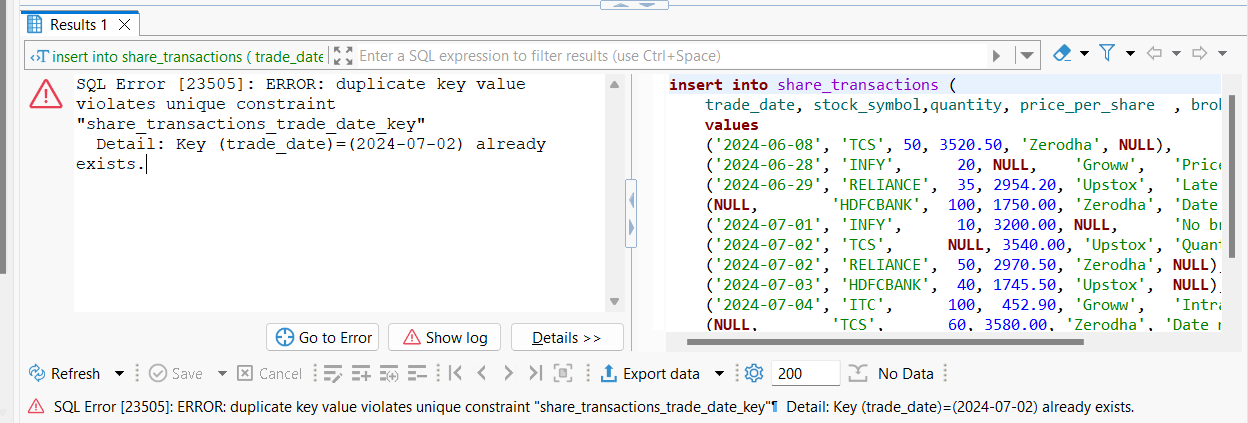 Results 1
insert into share_transactions ( trade_date
Enter a SQL expression to filter results (use Ctrl+Space)
SQL Error [23505]: ERROR: duplicate key value
violates unique constraint
"share_transactions_trade_date_key"
Detail: Key (trade_date)=(2024-07-02) already
exists.
Go to Error
Show log
Details >>
insert into share_transactions (
trade_date, stock_symbol,quantity, price_per_share , brok
values
('2024-06-08', 'TCS', 50, 3520.50, 'Zerodha', NULL),
('2024-06-28', 'INFY', 20, NULL, 'Groww', 'Price
('2024-06-29', 'RELIANCE', 35, 2954.20, 'Upstox', 'Late
(NULL, 'HDFCBANK', 100, 1750.00, 'Zerodha', 'Date
('2024-07-01', 'INFY', 10, 3200.00, NULL, 'No br
('2024-07-02', 'TCS', NULL, 3540.00, 'Upstox', 'Quant
('2024-07-02', 'RELIANCE', 50, 2970.50, 'Zerodha', NULL)
('2024-07-03', 'HDFCBANK', 40, 1745.50, 'Upstox', NULL)
('2024-07-04', 'ITC', 100, 452.90, 'Groww', 'Intra
(NULL, 'TCS', 60, 3580.00, 'Zerodha', 'Date
Refresh Save Cancel Export data 200 No Data
SQL Error [23505]: ERROR: duplicate key value violates unique constraint "share_transactions_trade_date_key"¶ Detail: Key (trade_date)=(2024-07-02) already exists.